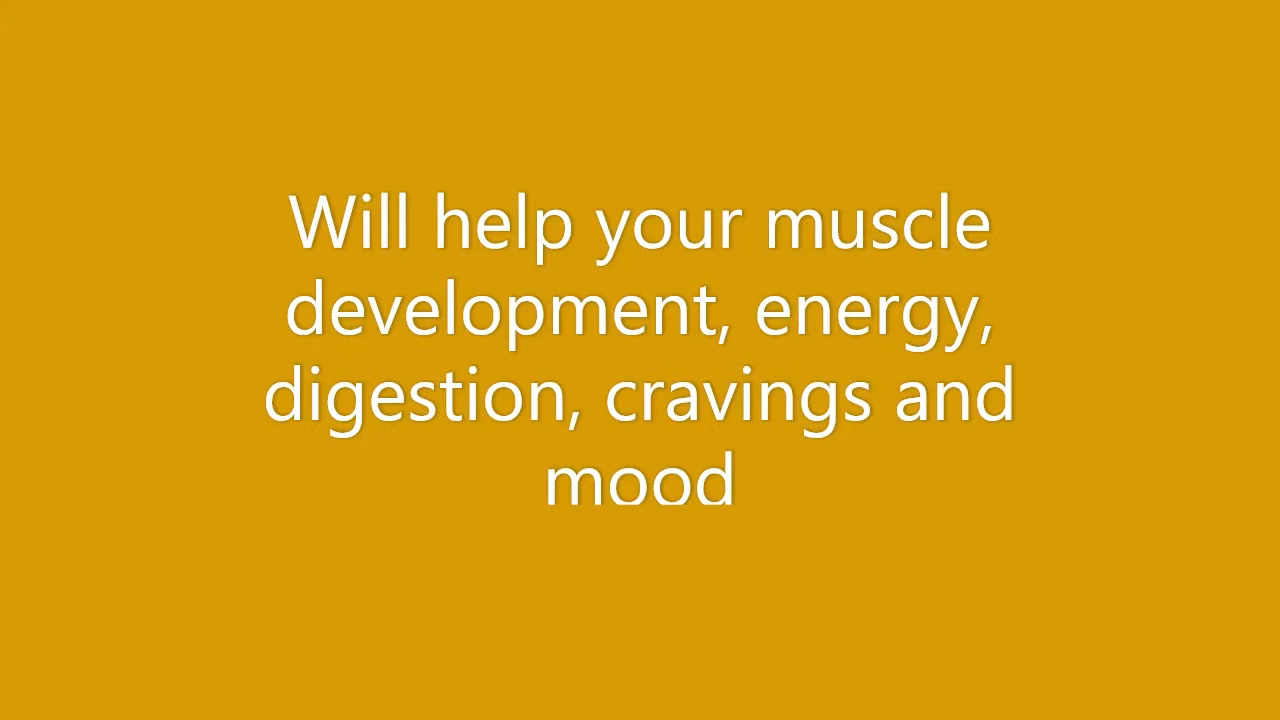 Will help your muscle
development, energy,
digestion, cravings and
mood